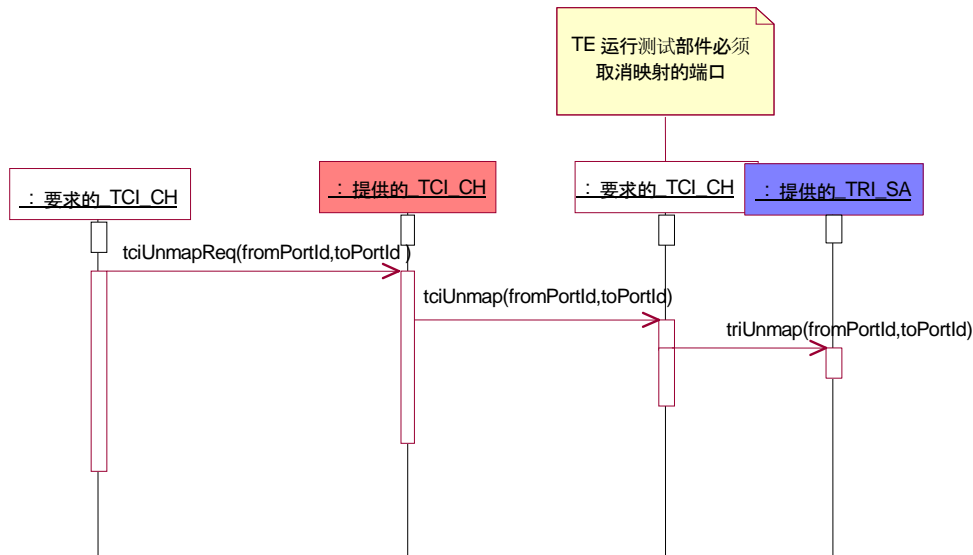 TE 运行测试部件必须
取消映射的端口
: 要求的_TCI_CH
: 提供的_TCI_CH
: 要求的_TCI_CH
: 提供的_TRI_SA
tciUnmapReq(fromPortId,toPortId )
tciUnmap(fromPortId,toPortId)
triUnmap(fromPortId,toPortId)